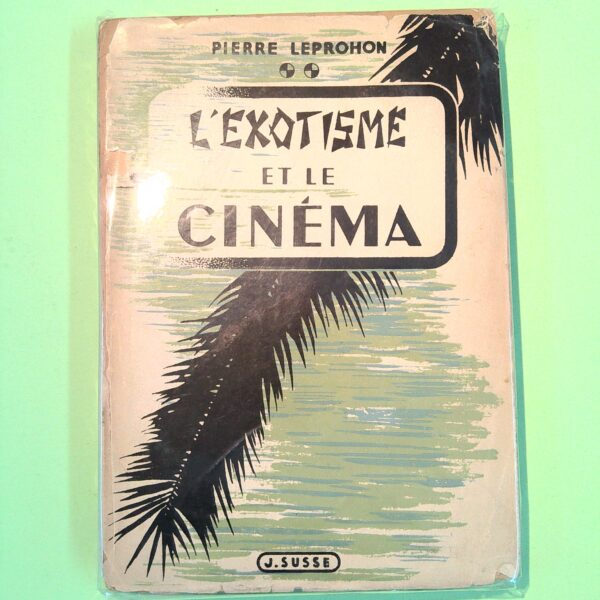 PIERRE LEPROHON
L'EXOTISME
ET LE
CINÉMA
J. SUSSE